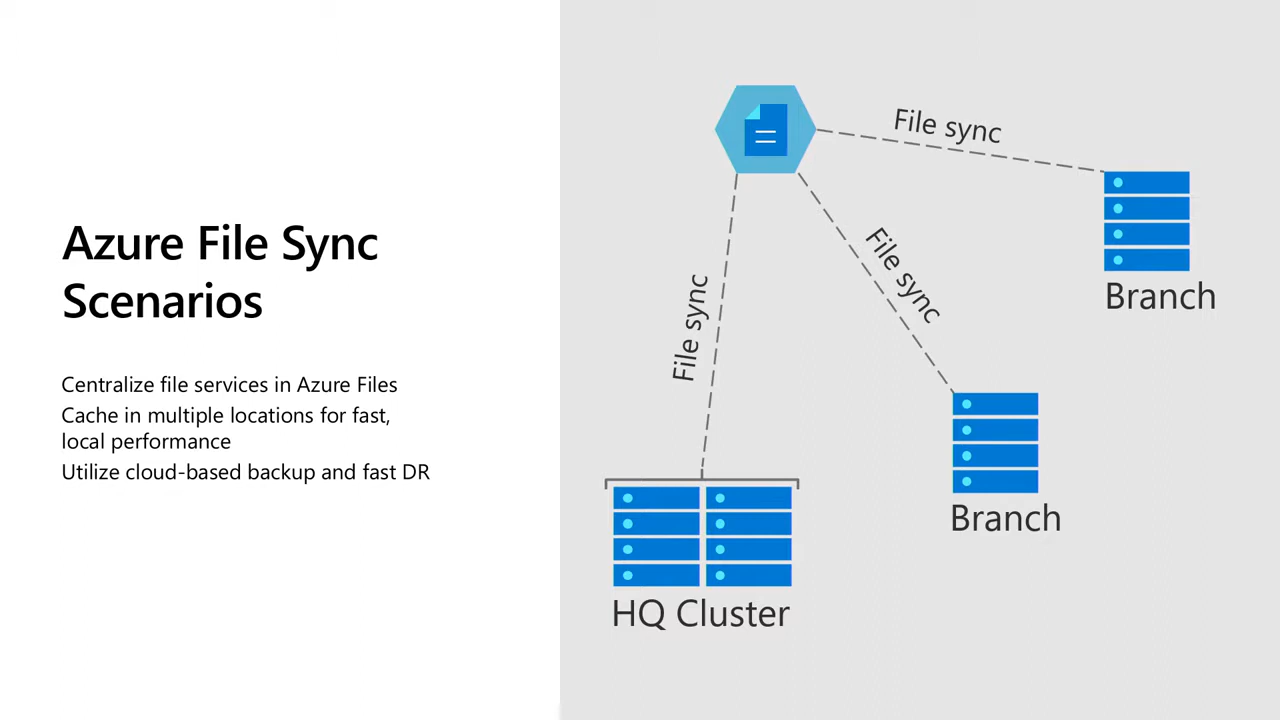 Azure File Sync
Scenarios
Centralize file services in Azure Files
Cache in multiple locations for fast,
local performance
Utilize cloud-based backup and fast DR
File sync
File sync
File sync
Branch
Branch
HQ Cluster